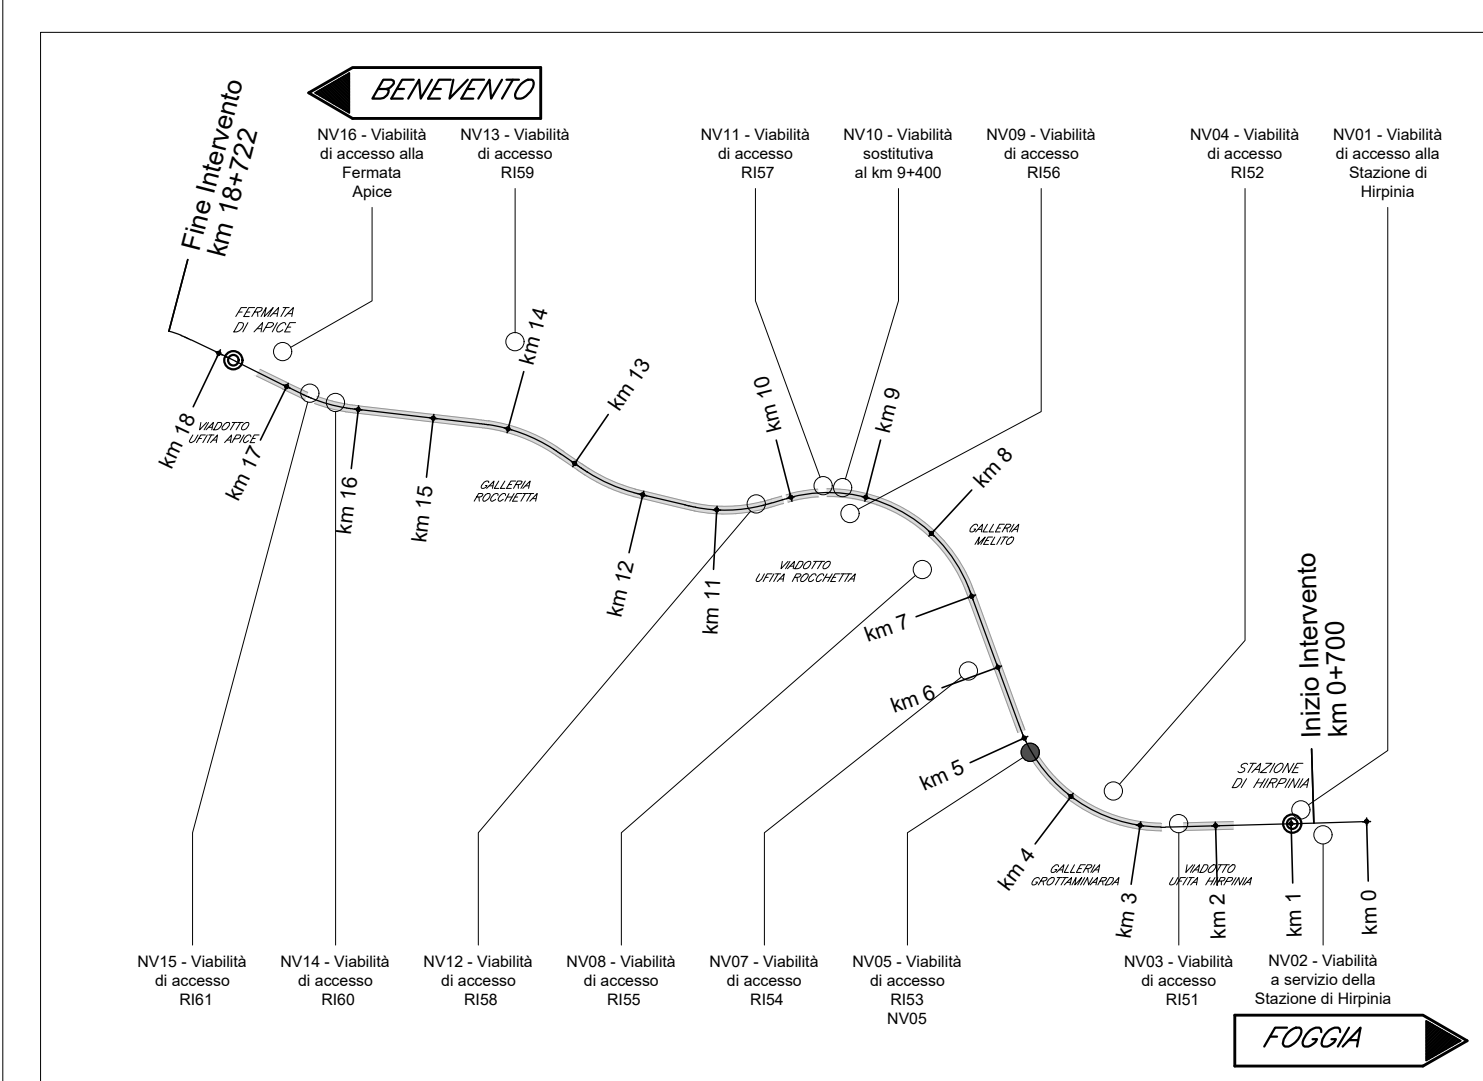 BENEVENTO
Fine Intervento
km 18+722
NV16 - Viabilità
di accesso alla
Fermata
Apice
NV13 - Viabilità
di accesso
RI59
NV11 - Viabilità
di accesso
RI57
NV10 - Viabilità
sostitutiva
al km 9+400
NV09 - Viabilità
di accesso
RI56
NV04 - Viabilità
di accesso
RI52
NV01 - Viabilità
di accesso alla
Stazione di
Hirpinia
FERMATA
DI APICE
km 18
VIADOTTO
UFITA APICE
km 17
km 16
km 15
km 14
GALLERIA
ROCCHETTA
km 13
km 12
km 11
km 10
VIADOTTO
UFITA ROCCHETTA
km 9
km 8
GALLERIA
MELITO
km 7
km 6
km 5
km 4
GALLERIA
GROTTAMINARDA
km 3
VIADOTTO
UFITA HIRPINIA
km 2
STAZIONE
DI HIRPINIA
Inizio Intervento
km 0+700
km 1
km 0
NV15 - Viabilità
di accesso
RI61
NV14 - Viabilità
di accesso
RI60
NV12 - Viabilità
di accesso
RI58
NV08 - Viabilità
di accesso
RI55
NV07 - Viabilità
di accesso
RI54
NV05 - Viabilità
di accesso
RI53
NV05
NV03 - Viabilità
di accesso
RI51
NV02 - Viabilità
a servizio della
Stazione di Hirpinia
FOGGIA